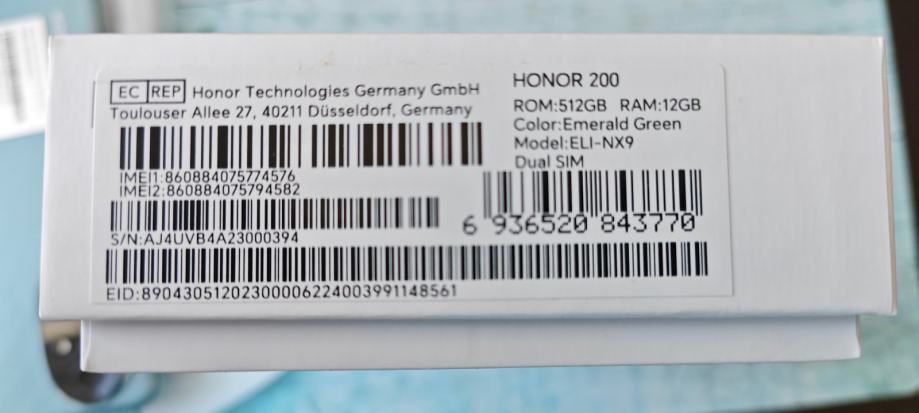 EC REP Honor Technologies Germany GmbH
Toulouser Allee 27, 40211 Düsseldorf, Germany
IMEI1:860884075774576
IMEI2:860884075794582
S/N:AJ4UVB4A23000394
EID:89043051202300006224003991148561
HONOR 200
ROM:512GB RAM:12GB
Color:Emerald Green
Model:ELI-NX9
Dual SIM
6 936520 843770